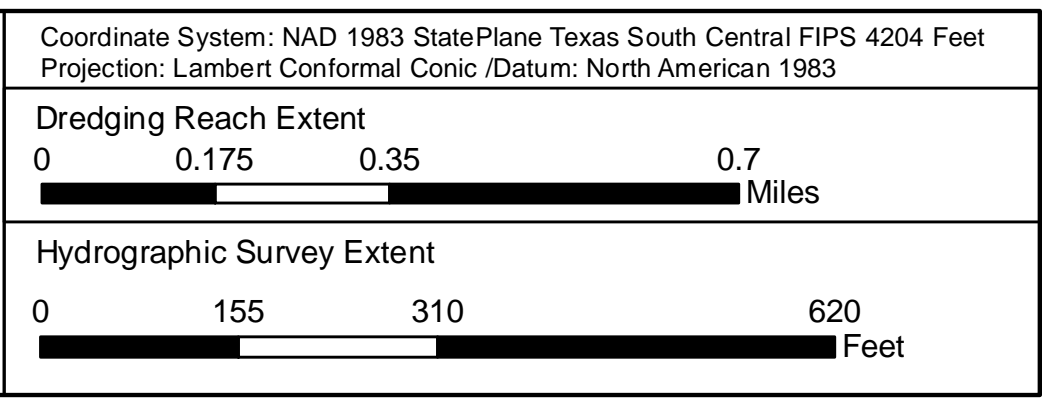 Coordinate System: NAD 1983 StatePlane Texas South Central FIPS 4204 Feet
Projection: Lambert Conformal Conic /Datum: North American 1983
Dredging Reach Extent
0 0.175 0.35 0.7
Miles
Hydrographic Survey Extent
0 155 310 620
Feet